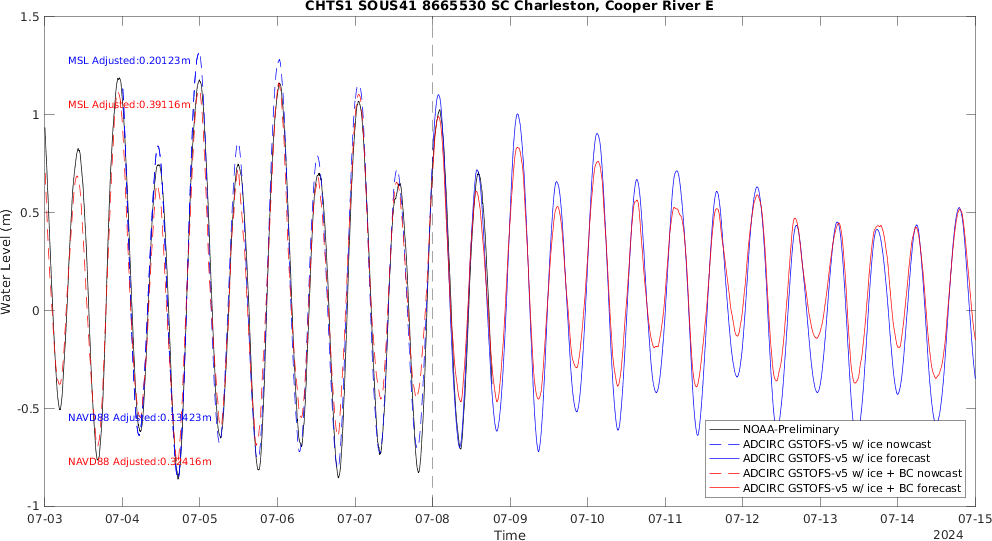 CHTS1 SOUS41 8665530 SC Charleston, Cooper River E
1.5
MSL Adjusted:0.20123m
MSL Adjusted:0.39116m
1
0.5
Water Level (m)
0
-0.5
NAVD88 Adjusted:0.13423m
NAVD88 Adjusted:0.32416m
-1
NOAA-Preliminary
ADCIRC GSTOFS-v5 w/ ice nowcast
ADCIRC GSTOFS-v5 w/ ice forecast
ADCIRC GSTOFS-v5 w/ ice + BC nowcast
ADCIRC GSTOFS-v5 w/ ice + BC forecast
07-03 07-04 07-05 07-06 07-07 07-08 07-09 07-10 07-11 07-12 07-13 07-14 07-15
Time
2024